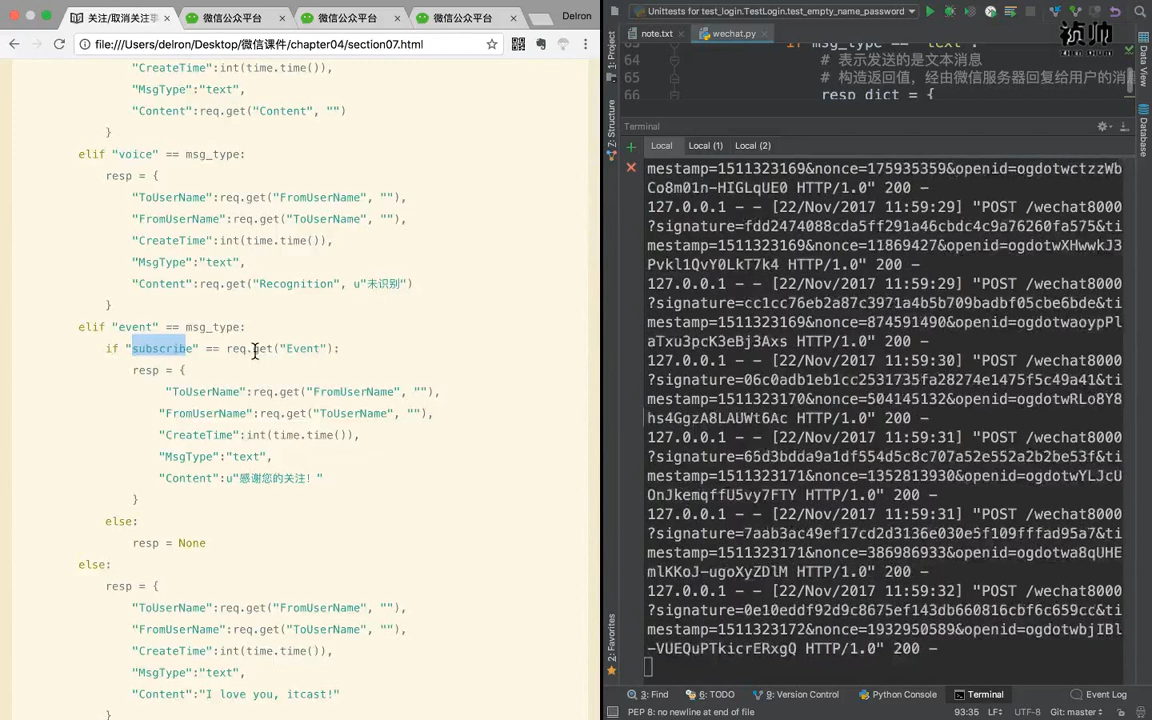 关注/取消关注事
微信公众平台
微信公众平台
微信公众平台
Delron
file:///Users/delron/Desktop/微信课件/chapter04/section07.html
"CreateTime":int(time.time()),
"MsgType":"text",
"Content":req.get("Content", "")
}
elif "voice" == msg_type:
resp = {
"ToUserName":req.get("FromUserName", ""),
"FromUserName":req.get("ToUserName", ""),
"CreateTime":int(time.time()),
"MsgType":"text",
"Content":req.get("Recognition", u"未识别")
}
elif "event" == msg_type:
if "subscribe" == req.get("Event"):
resp = {
"ToUserName":req.get("FromUserName", ""),
"FromUserName":req.get("ToUserName", ""),
"CreateTime":int(time.time()),
"MsgType":"text",
"Content":u"感谢您的关注！"
}
else:
resp = None
else:
resp = {
"ToUserName":req.get("FromUserName", ""),
"FromUserName":req.get("ToUserName", ""),
"CreateTime":int(time.time()),
"MsgType":"text",
"Content":"I love you, itcast!"
}
Unittests for test_login.TestLogin.test_empty_name_password
note.txt
wechat.py
if msg_type == "text":
64 # 表示发送的是文本消息
65 # 构造返回值，经由微信服务器回复给用户的消
66 resp_dict = {
Terminal
Local
Local (1)
Local (2)
mestamp=1511323169&nonce=175935359&openid=ogdotwctzzWb
Co8m01n-HIGLqUE0 HTTP/1.0" 200 -
127.0.0.1 - - [22/Nov/2017 11:59:29] "POST /wechat8000
?signature=fdd2474088cda5ff291a46cbdc4c9a76260fa575&ti
mestamp=1511323169&nonce=11869427&openid=ogdotwXHwwkJ3
Pvkl1QvY0LkT7k4 HTTP/1.0" 200 -
127.0.0.1 - - [22/Nov/2017 11:59:29] "POST /wechat8000
?signature=cc1cc76eb2a87c3971a4b5b709badbf05cbe6bde&ti
mestamp=1511323169&nonce=874591490&openid=ogdotwaoypPl
aTxu3pcK3eBj3Axs HTTP/1.0" 200 -
127.0.0.1 - - [22/Nov/2017 11:59:30] "POST /wechat8000
?signature=06c0adb1eb1cc2531735fa28274e1475f5c49a41&ti
mestamp=1511323170&nonce=504145132&openid=ogdotwRLo8Y8
hs4GgzA8LAUWt6Ac HTTP/1.0" 200 -
127.0.0.1 - - [22/Nov/2017 11:59:31] "POST /wechat8000
?signature=66d3bdda9a1df554d5c8c707a52e552a2b2be53f&ti
mestamp=1511323171&nonce=1352813930&openid=ogdotwYLJcU
OnJkemqffU5vy7FTY HTTP/1.0" 200 -
127.0.0.1 - - [22/Nov/2017 11:59:31] "POST /wechat8000
?signature=7aab3ac49ef17cd2d3136e030e5f109fffad95a7&ti
mestamp=1511323171&nonce=386986933&openid=ogdotwa8qUHE
mlKKoJ-ugoXyZDlM HTTP/1.0" 200 -
127.0.0.1 - - [22/Nov/2017 11:59:32] "POST /wechat8000
?signature=0e10eddf92d9c8675ef143db660816cbf6c659cc&ti
mestamp=1511323172&nonce=1932950589&openid=ogdotwbjIBl
-VUEQuPTkicrERxgQ HTTP/1.0" 200 -
1: Project
7: Structure
2: Favorites
Data View
Database
3: Find
6: TODO
9: Version Control
Python Console
Terminal
Event Log
PEP 8: no newline at end of file
93:35
LF
UTF-8
Git: master